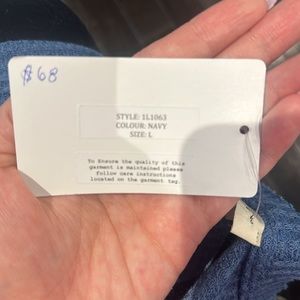 $68
STYLE: 1L1063
COLOUR: NAVY
SIZE: L
To Ensure the quality of this
garment is maintained please
follow care instructions
located on the garment tag.